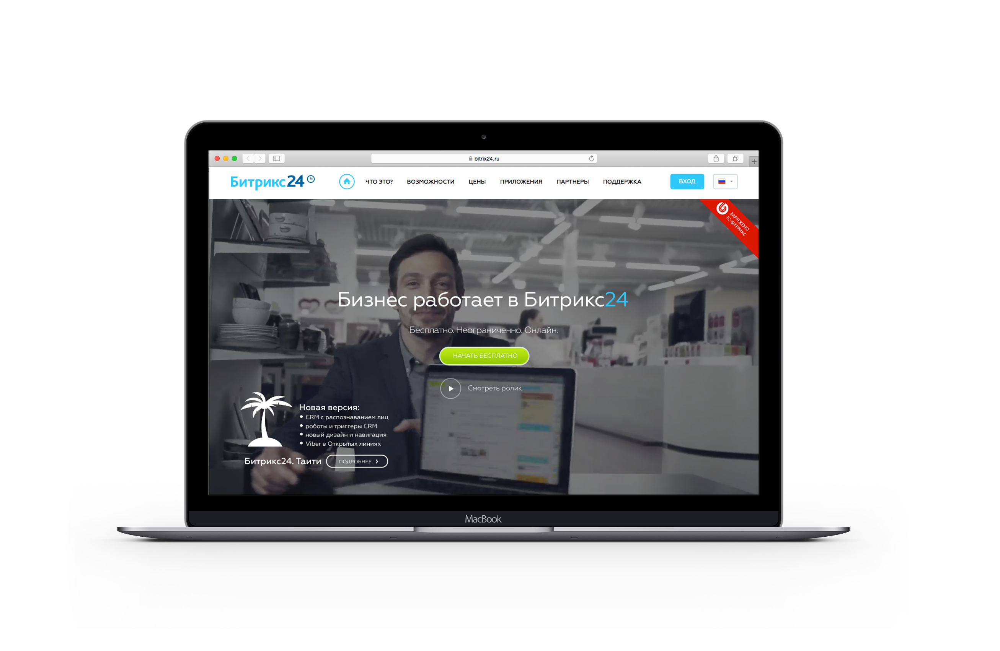 bitrix24.ru
Битрикс24
ЧТО ЭТО? ВОЗМОЖНОСТИ ЦЕНЫ ПРИЛОЖЕНИЯ ПАРТНЕРЫ ПОДДЕРЖКА ВХОД
ЗАРЯЖЕНО
1С-БИТРИКС
Бизнес работает в Битрикс24
Бесплатно. Неограниченно. Онлайн.
НАЧАТЬ БЕСПЛАТНО
Смотреть ролик
Новая версия:
• CRM с распознаванием лиц
• роботы и триггеры CRM
• новый дизайн и навигация
• Viber в Открытых линиях
Битрикс24. Таити
ПОДРОБНЕЕ ›
MacBook